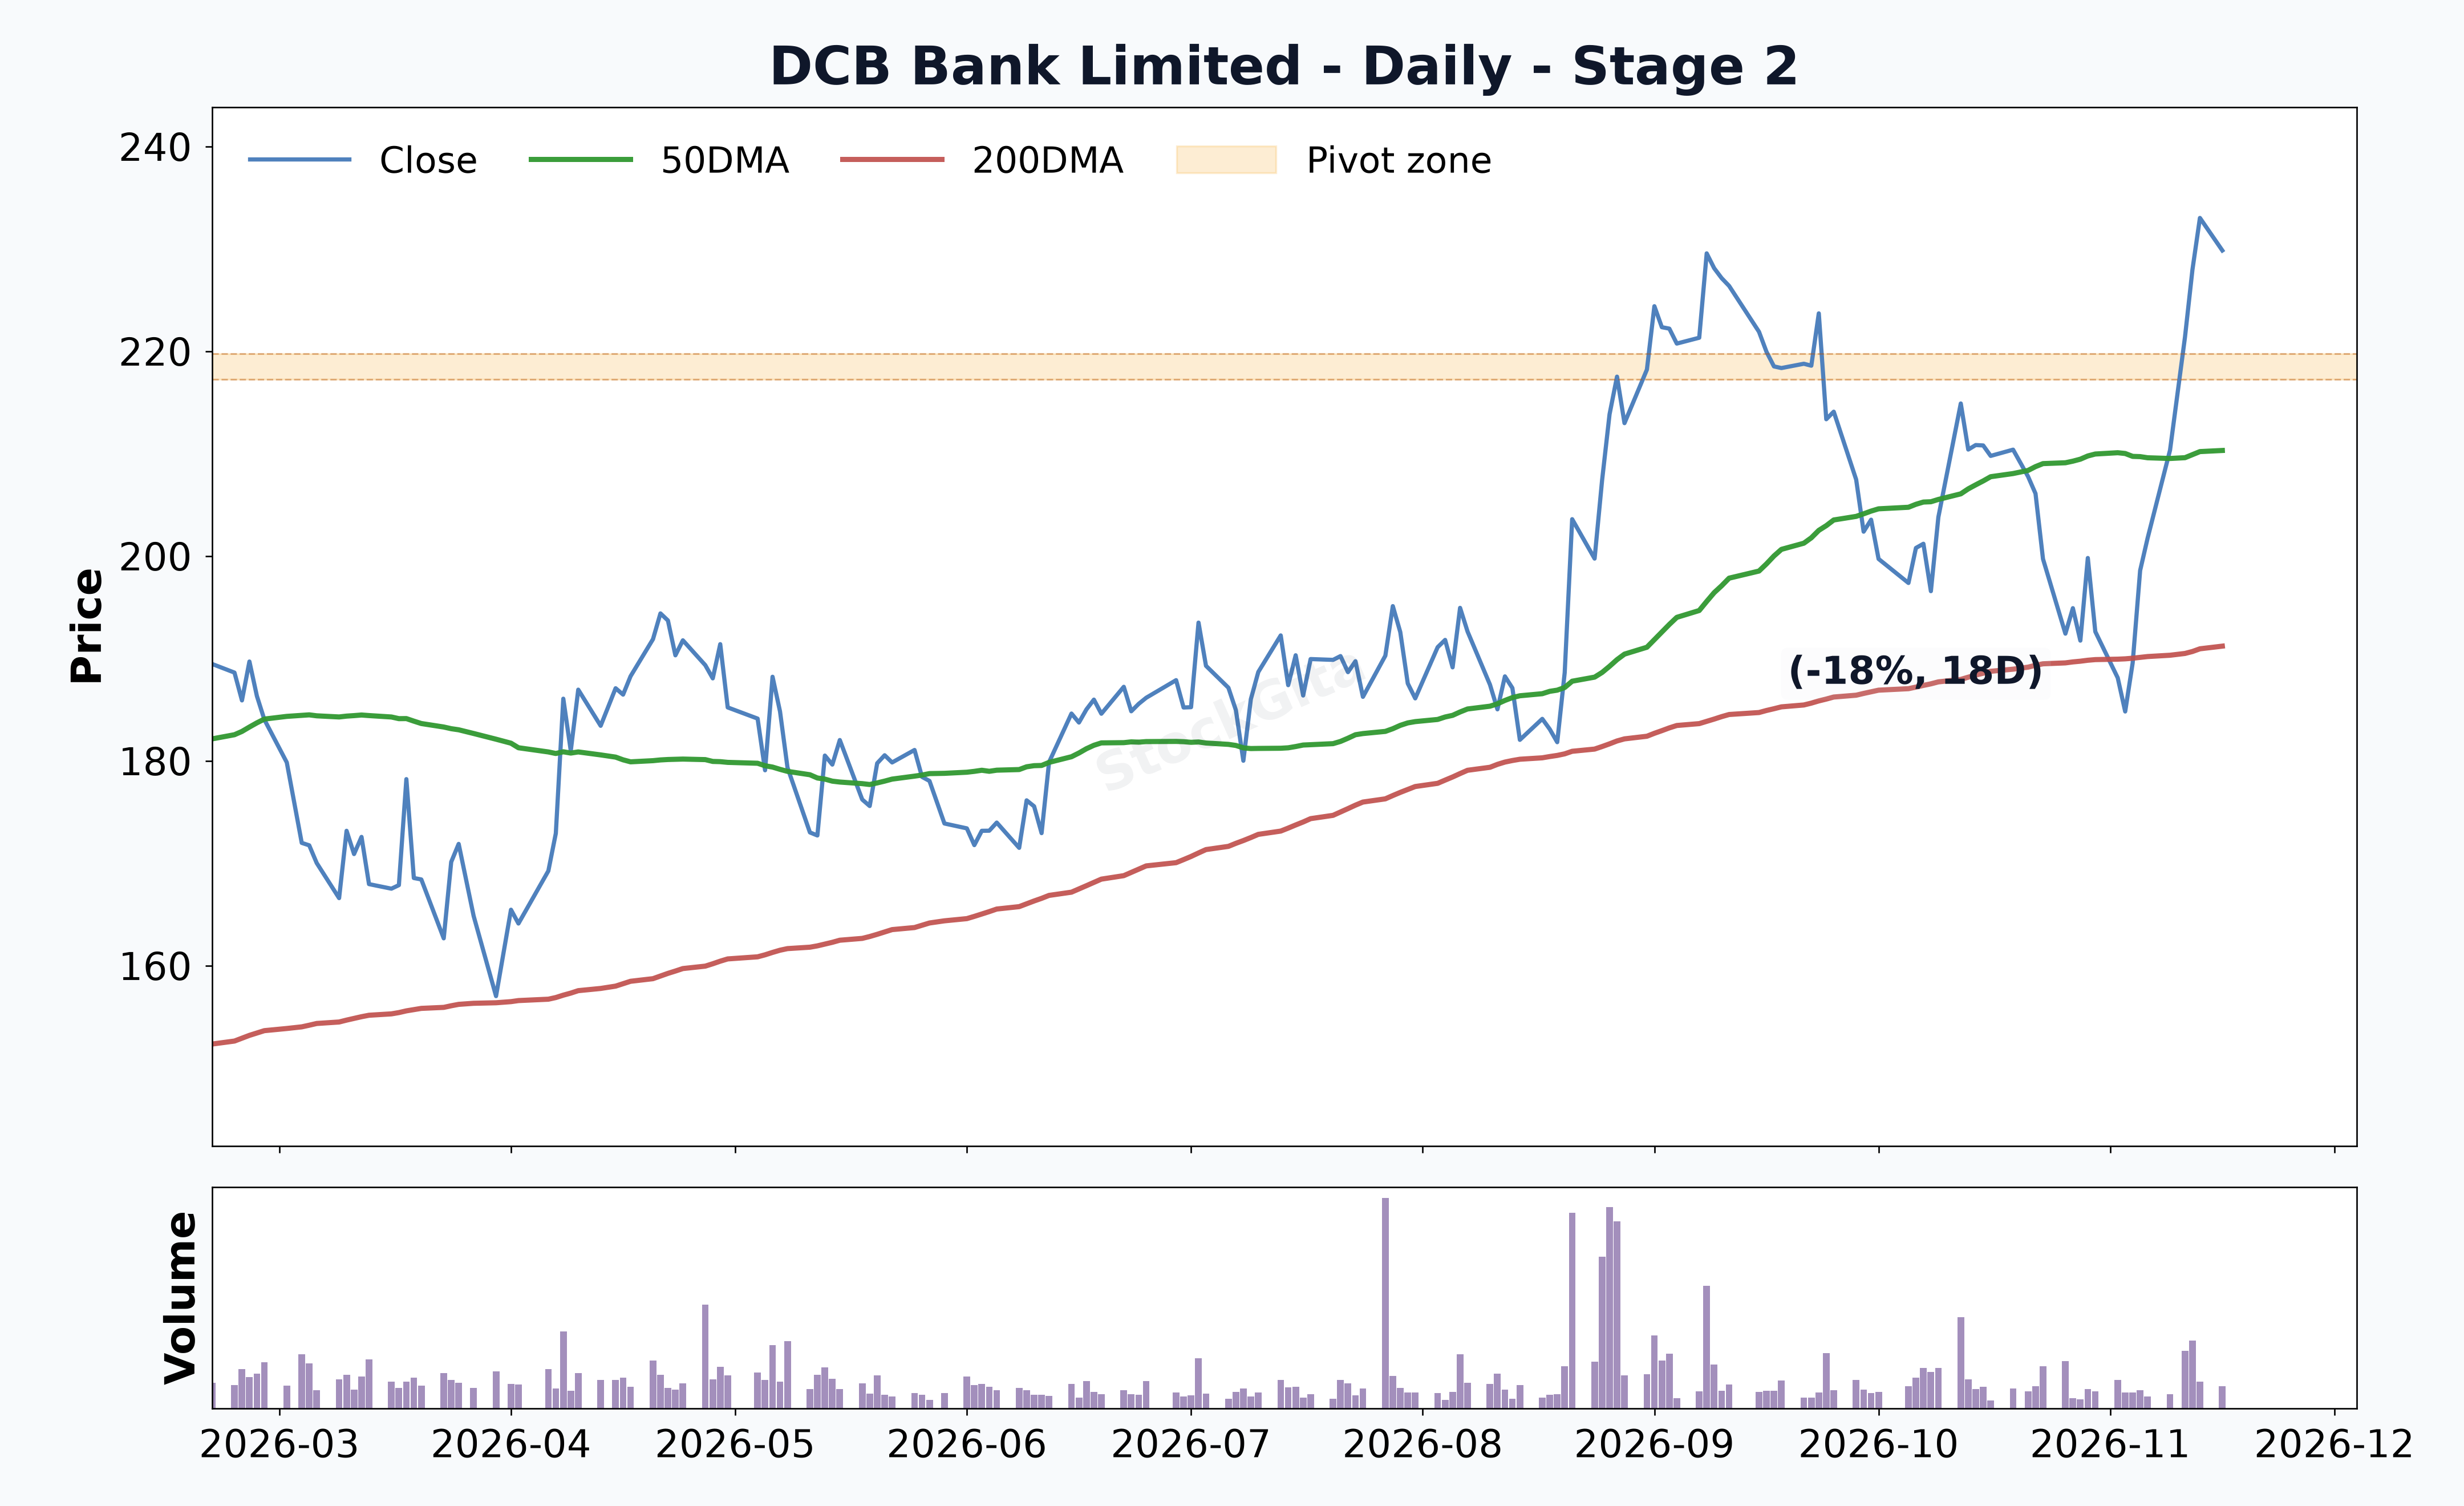 DCB Bank Limited - Daily - Stage 2
Close 50DMA 200DMA Pivot zone
240
220
200
180
160
Price
(-18%, 18D)
StockGita
Volume
2026-03 2026-04 2026-05 2026-06 2026-07 2026-08 2026-09 2026-10 2026-11 2026-12